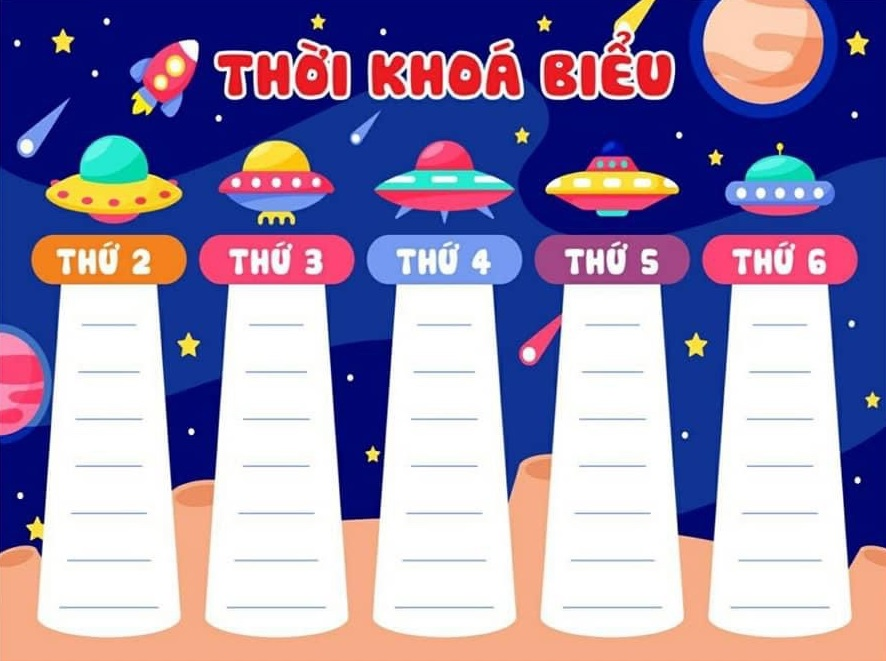 THỜI KHOÁ BIỂU
THỨ 2
THỨ 3
THỨ 4
THỨ 5
THỨ 6